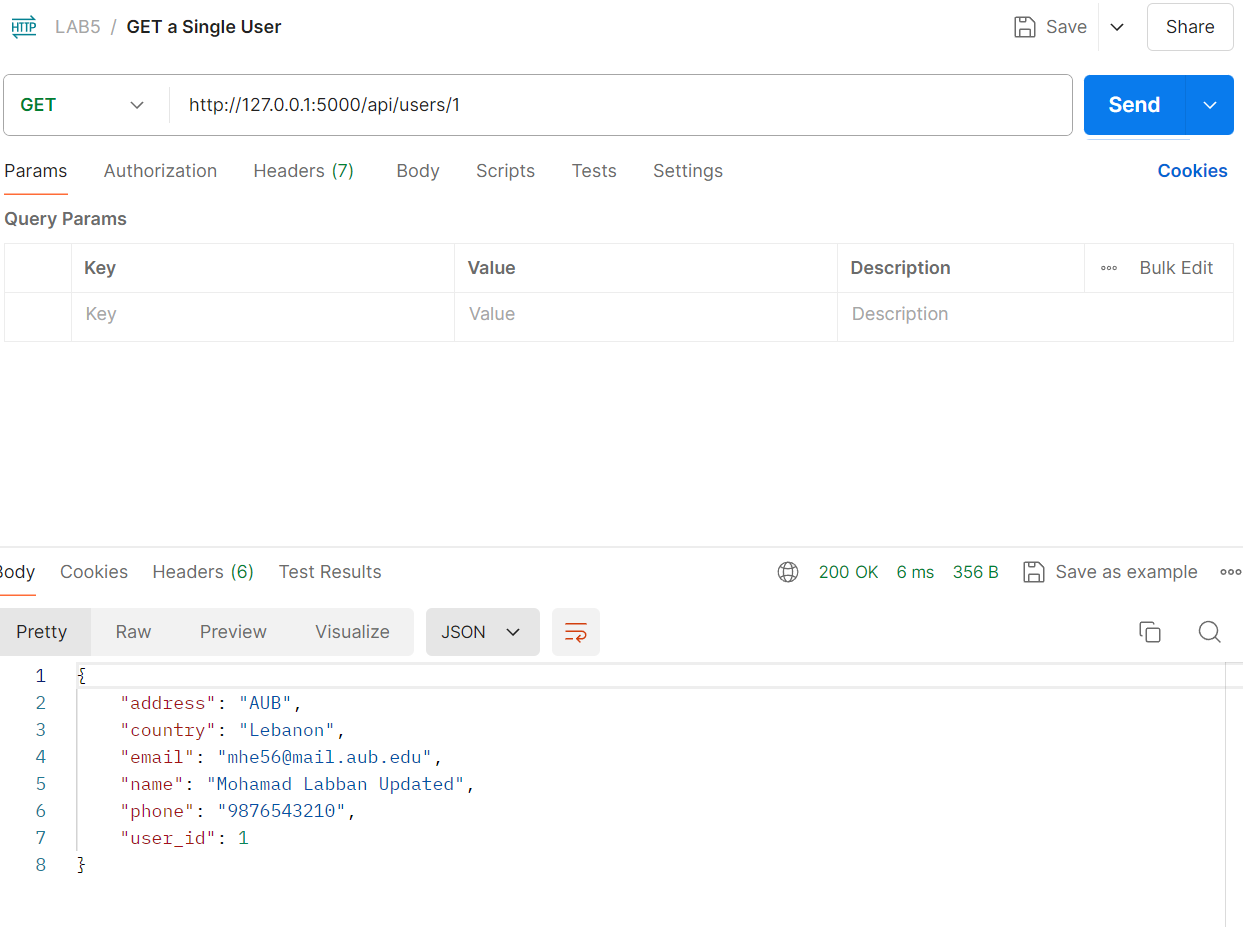 HTTP LAB5 / GET a Single User Save Share
GET http://127.0.0.1:5000/api/users/1 Send
Params Authorization Headers (7) Body Scripts Tests Settings Cookies
Query Params
Key Value Description Bulk Edit
Key Value Description
Body Cookies Headers (6) Test Results 200 OK 6 ms 356 B Save as example
Pretty Raw Preview Visualize JSON
1 {
2 "address": "AUB",
3 "country": "Lebanon",
4 "email": "mhe56@mail.aub.edu",
5 "name": "Mohamad Labban Updated",
6 "phone": "9876543210",
7 "user_id": 1
8 }